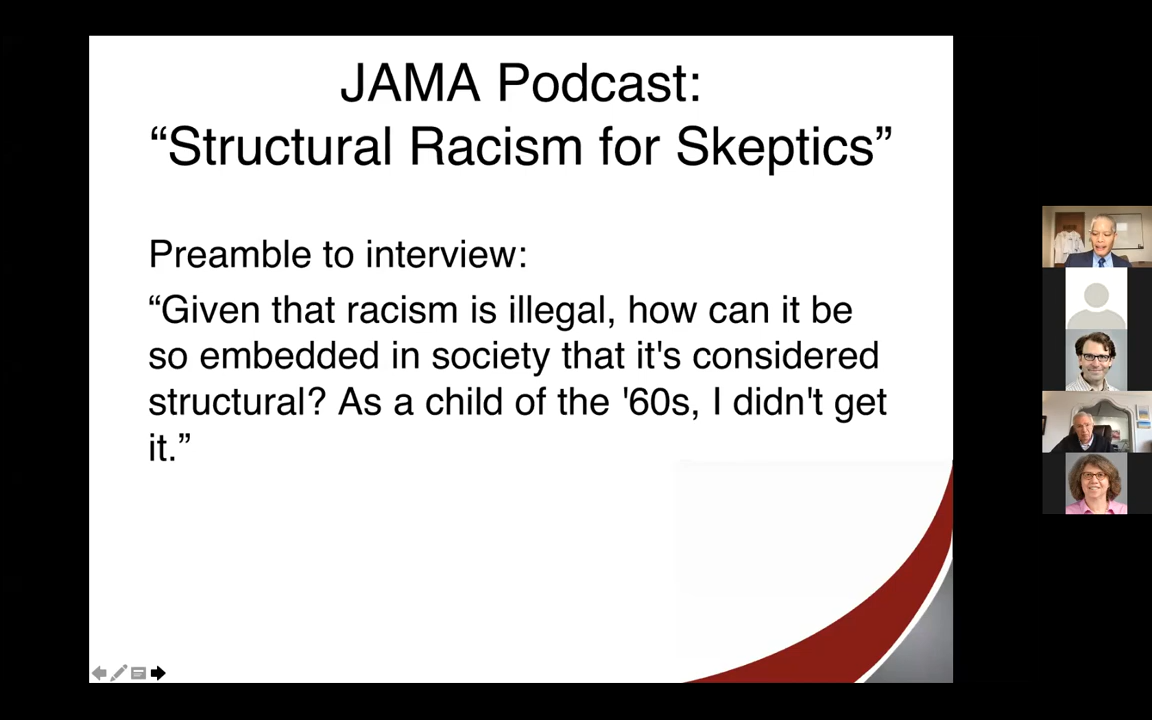 JAMA Podcast:
“Structural Racism for Skeptics”
Preamble to interview:
“Given that racism is illegal, how can it be
so embedded in society that it's considered
structural? As a child of the '60s, I didn't get
it.”